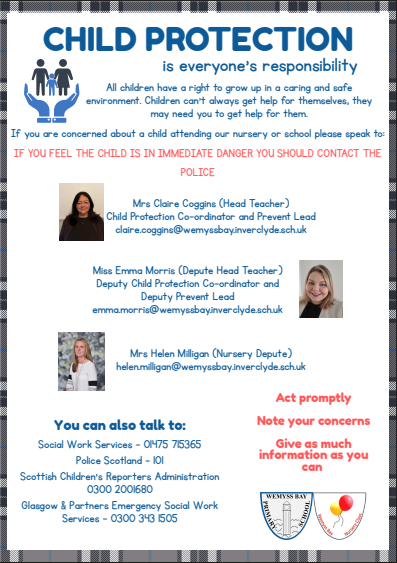 CHILD PROTECTION
is everyone's responsibility
All children have a right to grow up in a caring and safe
environment. Children can't always get help for themselves, they
may need you to get help for them.
If you are concerned about a child attending our nursery or school please speak to:
IF YOU FEEL THE CHILD IS IN IMMEDIATE DANGER YOU SHOULD CONTACT THE
POLICE
Mrs Claire Coggins (Head Teacher)
Child Protection Co-ordinator and Prevent Lead
claire.coggins@wemyssbay.inverclyde.sch.uk
Miss Emma Morris (Depute Head Teacher)
Deputy Child Protection Co-ordinator and
Deputy Prevent Lead
emma.morris@wemyssbay.inverclyde.sch.uk
Mrs Helen Milligan (Nursery Depute)
helen.milligan@wemyssbay.inverclyde.sch.uk
Act promptly
Note your concerns
Give as much
information as you
can
You can also talk to:
Social Work Services - 01475 715365
Police Scotland - 101
Scottish Children's Reporters Administration
0300 2001680
Glasgow & Partners Emergency Social Work
Services - 0300 343 1505
WEMYSS BAY
PRIMARY
SCHOOL
Wemyss Bay
Nursery Class